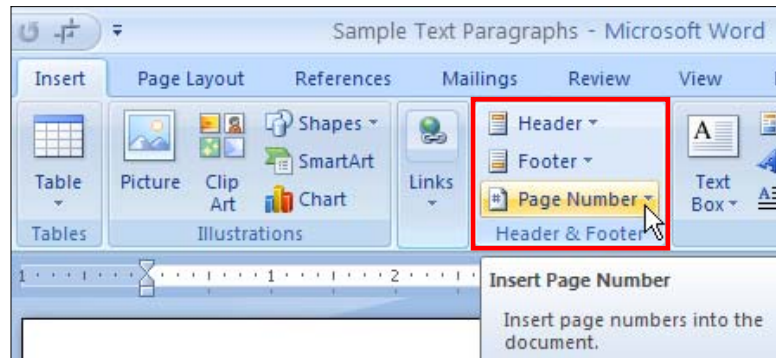 Sample Text Paragraphs - Microsoft Word
Insert Page Layout References Mailings Review View
Table
Tables
Picture
Clip Art
Shapes
SmartArt
Chart
Illustrations
Links
Header
Footer
Page Number
Header & Footer
A
Text Box
1 1 2
Insert Page Number
Insert page numbers into the
document.